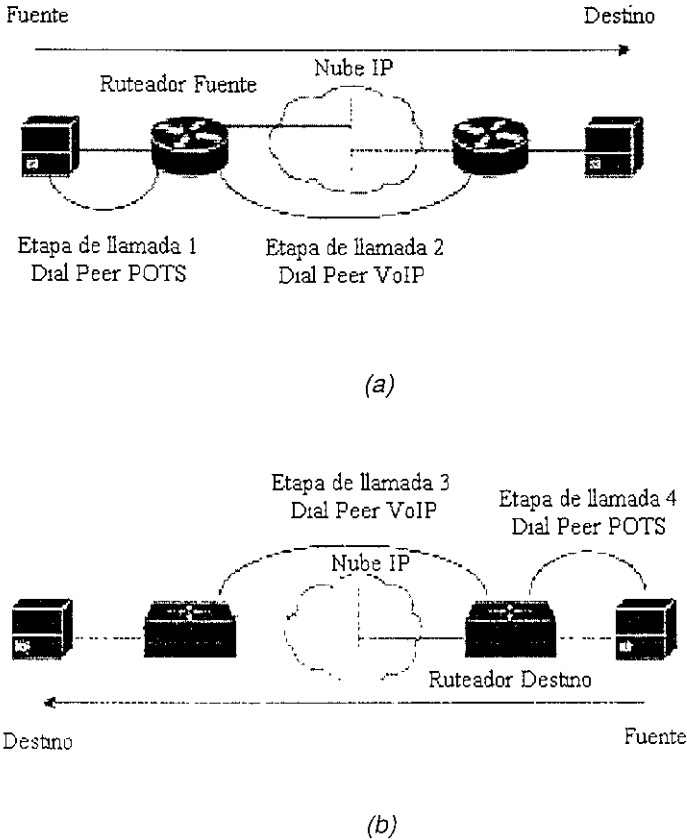 Fuente
Destino
Nube IP
Ruteador Fuente
Etapa de llamada 1
Dial Peer POTS
Etapa de llamada 2
Dial Peer VoIP
(a)
Etapa de llamada 3
Dial Peer VoIP
Etapa de llamada 4
Dial Peer POTS
Nube IP
Ruteador Destino
Destino
Fuente
(b)